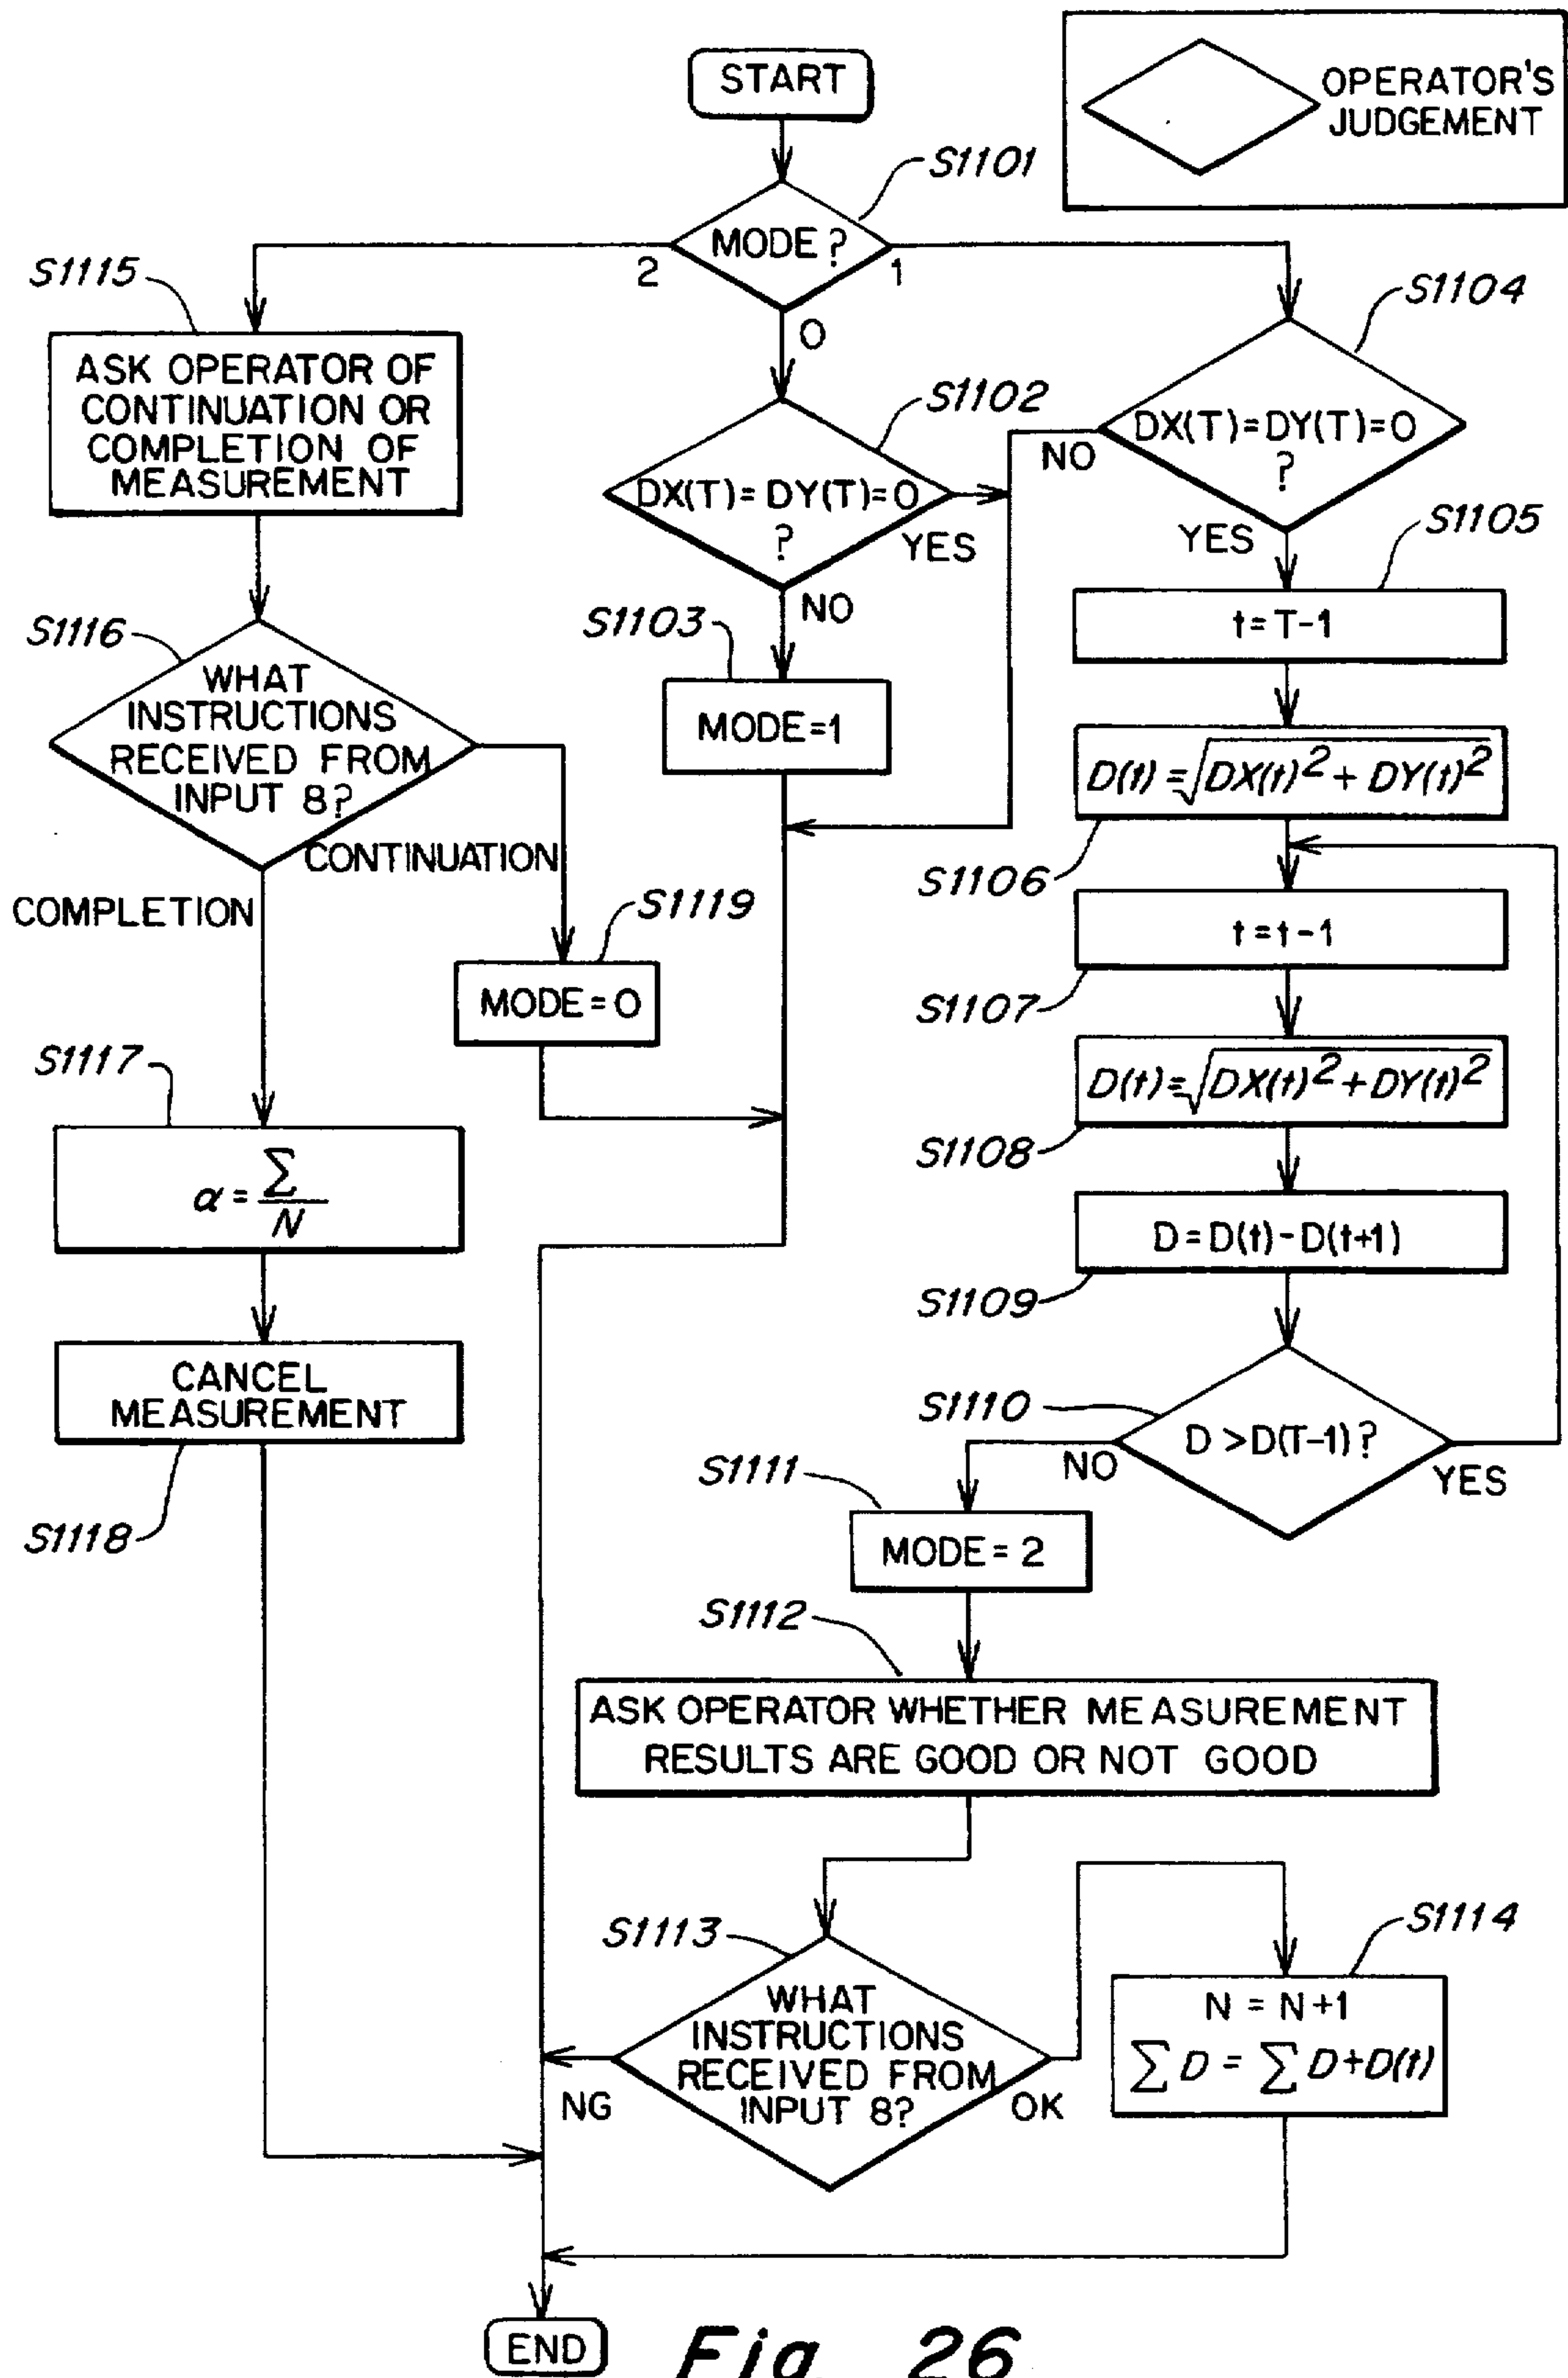 START
OPERATOR'S
JUDGEMENT
S1101
MODE ?
2
1
0
S1115
ASK OPERATOR OF
CONTINUATION OR
COMPLETION OF
MEASUREMENT
S1104
DX(T)=DY(T)=0
?
NO
YES
S1102
DX(T)=DY(T)=0
?
YES
NO
S1105
t=T-1
S1103
MODE=1
S1116
WHAT
INSTRUCTIONS
RECEIVED FROM
INPUT 8?
CONTINUATION
COMPLETION
D(t)=√DX(t)²+DY(t)²
S1106
S1119
MODE=0
t=t-1
S1107
S1117
α=Σ/N
D(t)=√DX(t)²+DY(t)²
S1108
D=D(t)-D(t+1)
S1109
CANCEL
MEASUREMENT
S1118
S1110
D>D(T-1)?
NO
YES
S1111
MODE=2
S1112
ASK OPERATOR WHETHER MEASUREMENT
RESULTS ARE GOOD OR NOT GOOD
S1113
WHAT
INSTRUCTIONS
RECEIVED FROM
INPUT 8?
NG
OK
S1114
N=N+1
ΣD=ΣD+D(t)
END
Fig. 26